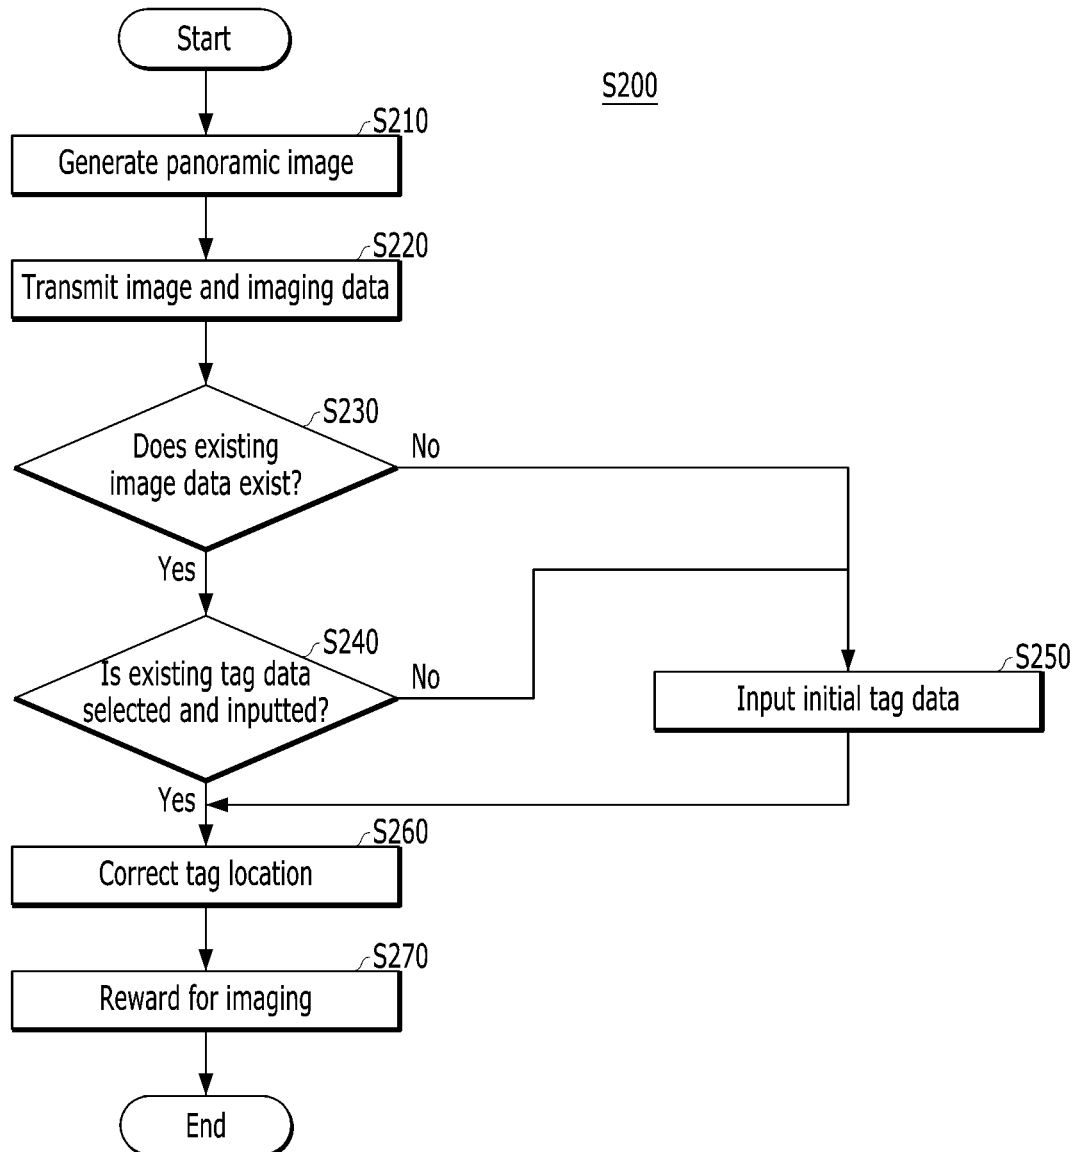 Start
S200
S210
Generate panoramic image
S220
Transmit image and imaging data
S230
Does existing
image data exist?
No
Yes
S240
Is existing tag data
selected and inputted?
No
S250
Input initial tag data
Yes
S260
Correct tag location
S270
Reward for imaging
End